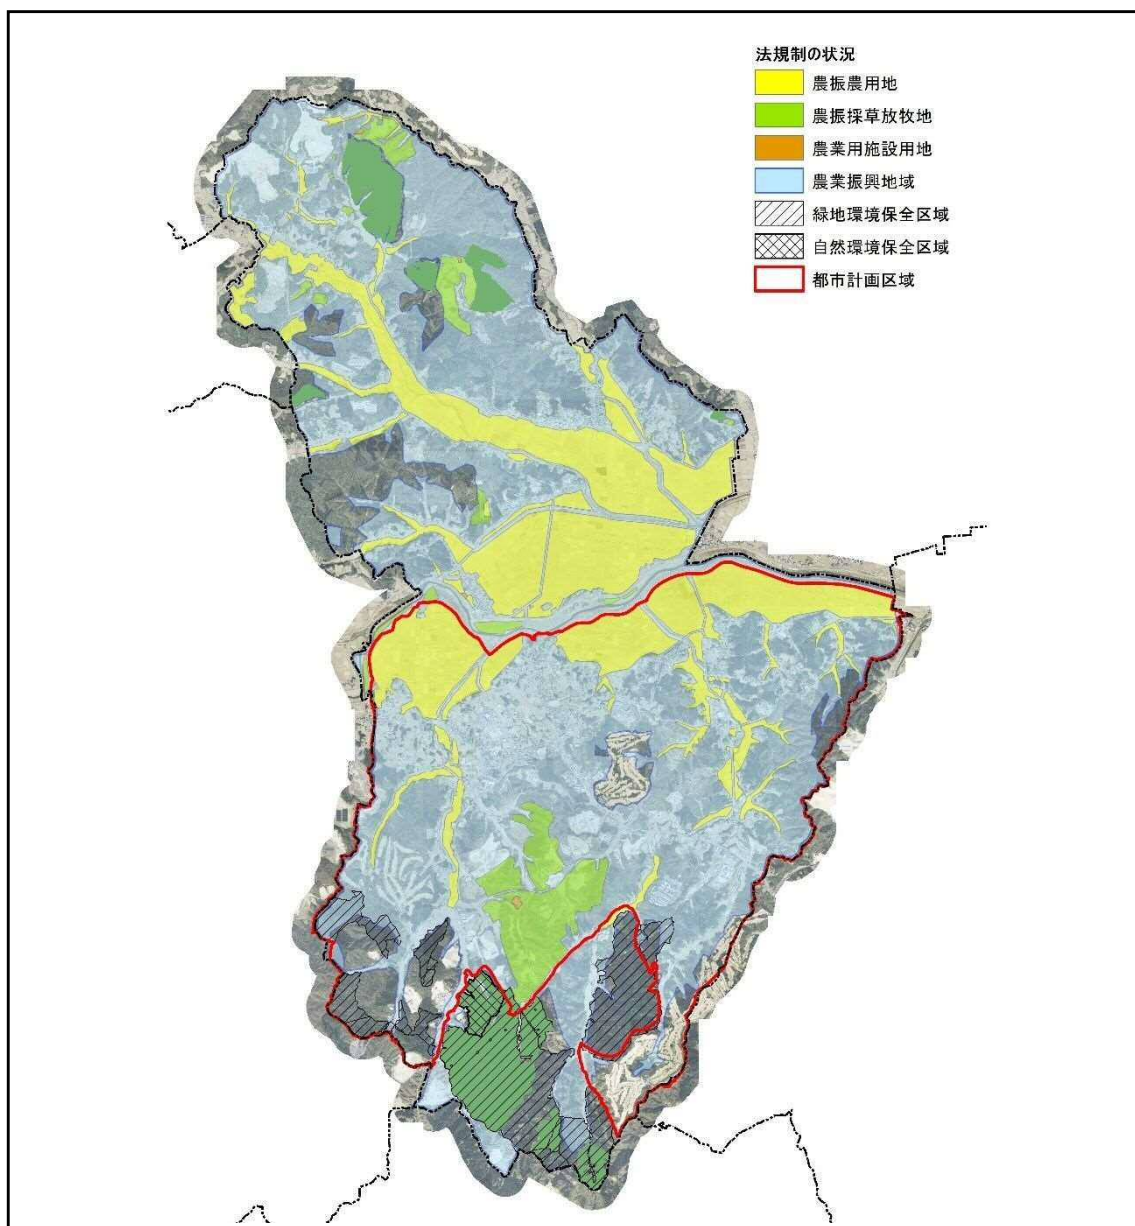 法規制の状況
農振農用地
農振採草放牧地
農業用施設用地
農業振興地域
緑地環境保全区域
自然環境保全区域
都市計画区域